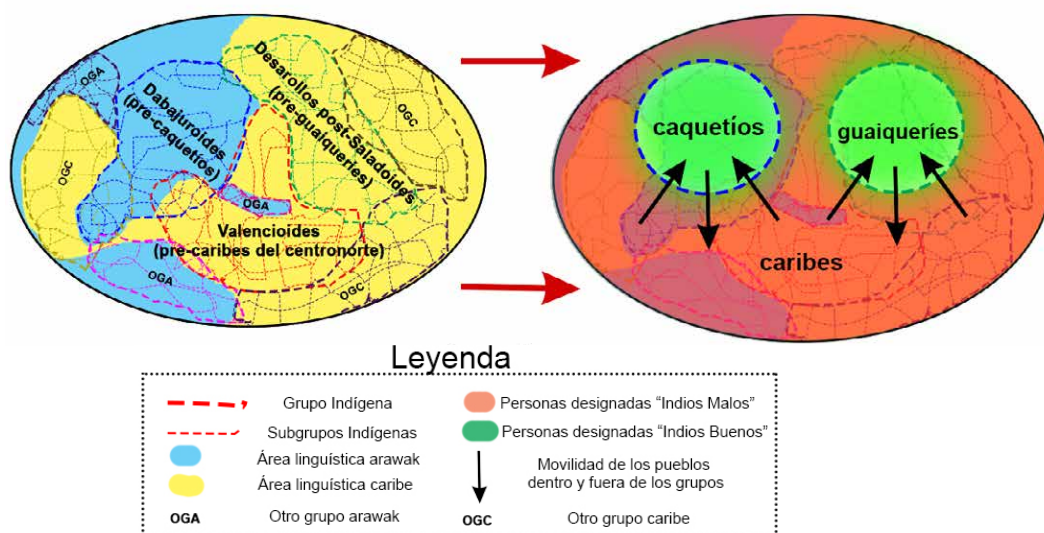 OGA
Dabajuroides
(pre-caquetíos)
Desarollos post-Saladoides
(pre-guaiqueríes)
OGC
OGC
OGA
Valencioides
(pre-caribes del centronorte)
OGA
OGC
caquetíos
guaiqueríes
caribes
Leyenda
Grupo Indígena
Subgrupos Indígenas
Área linguística arawak
Área linguística caribe
OGA Otro grupo arawak
Personas designadas “Indios Malos”
Personas designadas “Indios Buenos”
Movilidad de los pueblos
dentro y fuera de los grupos
OGC Otro grupo caribe